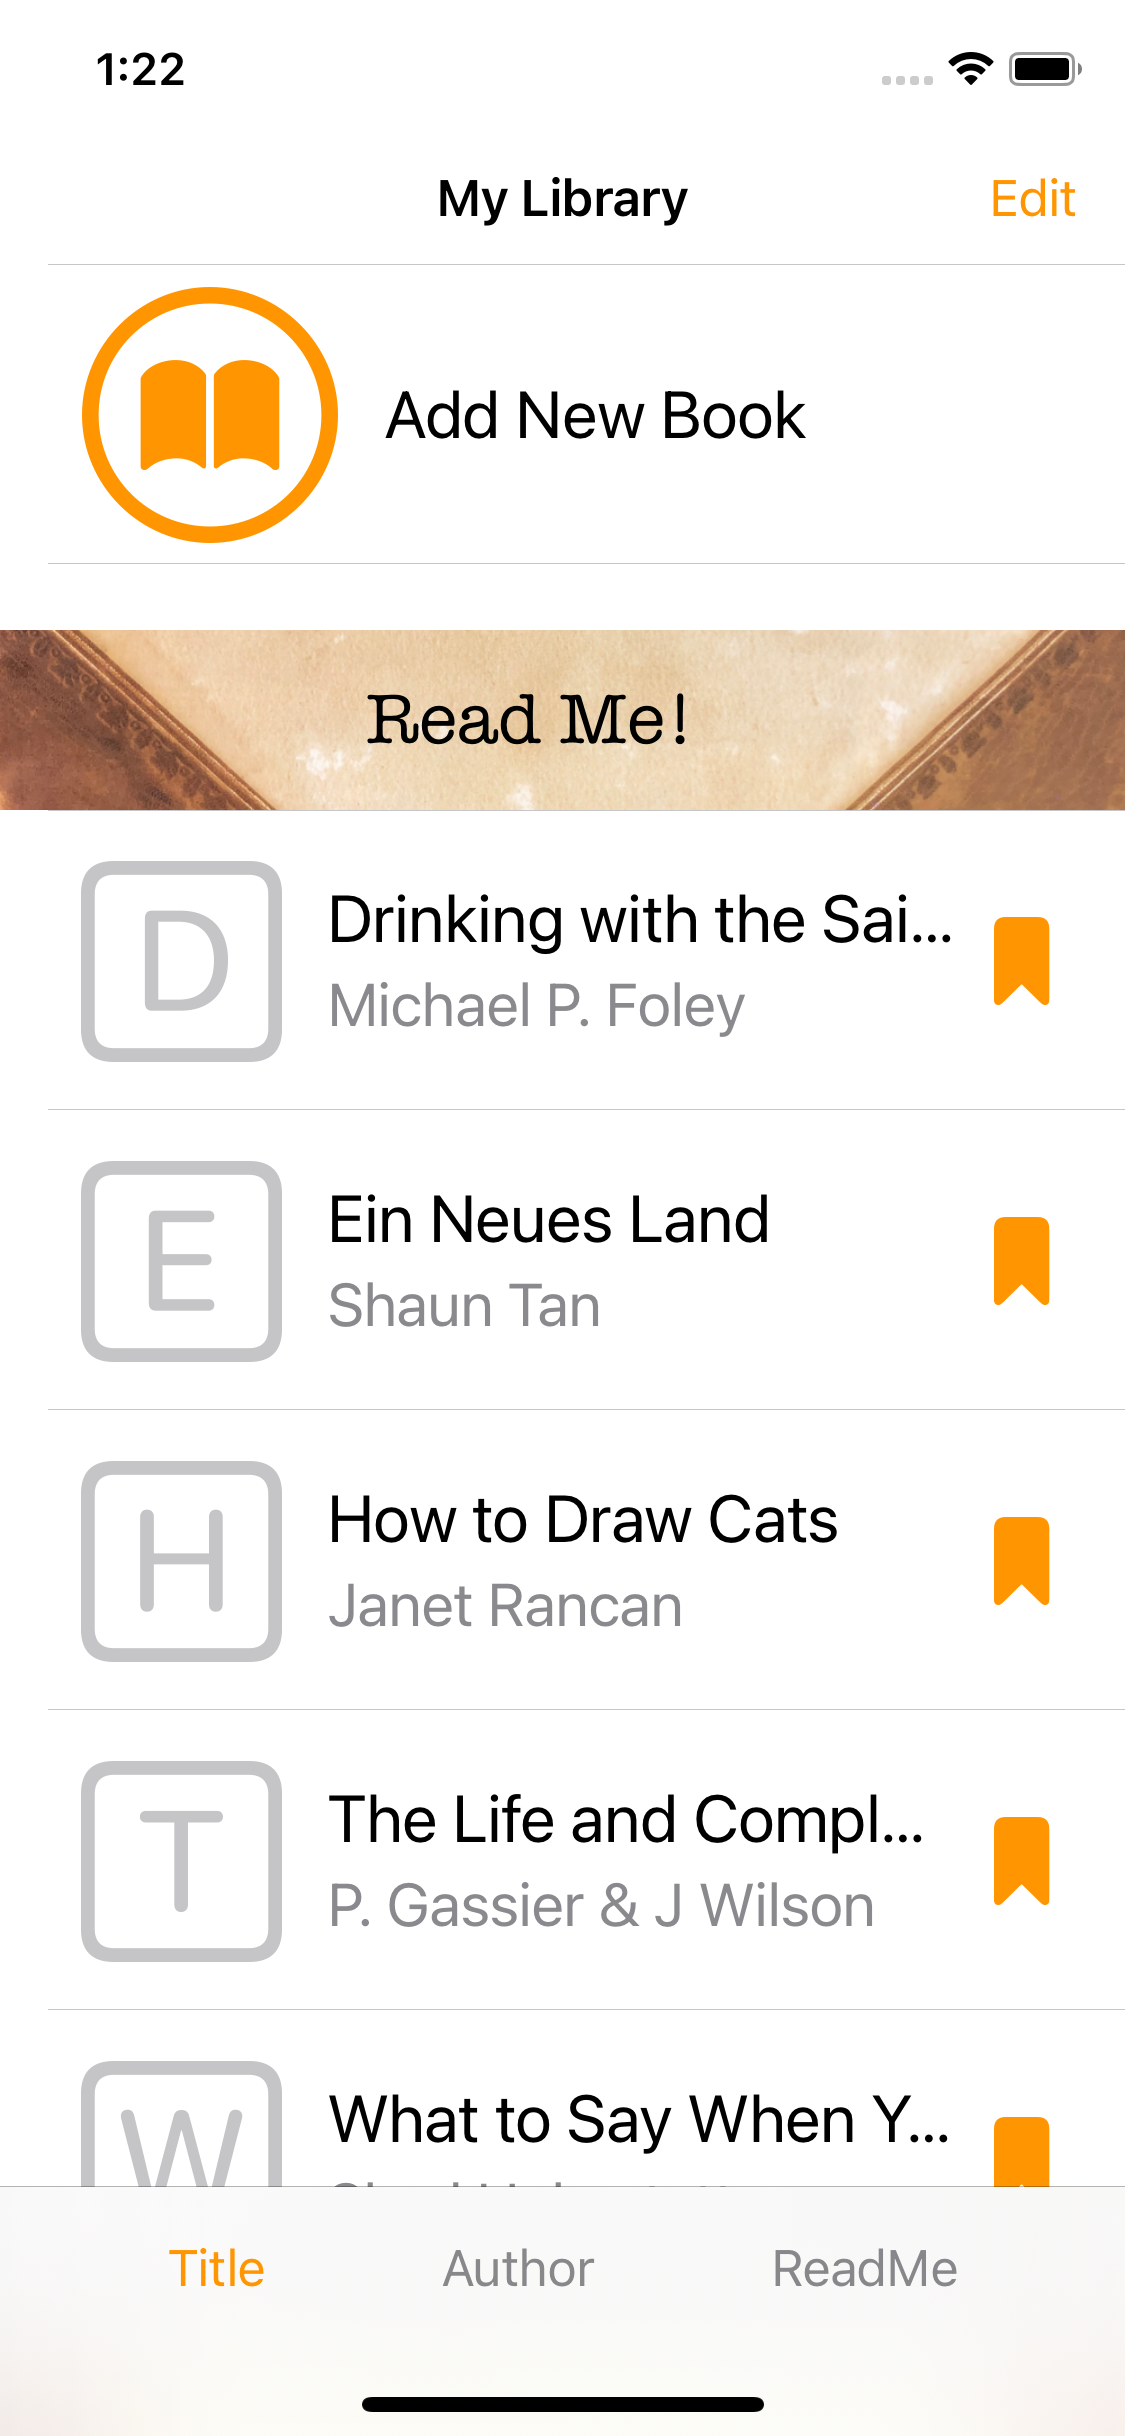 1:22
My Library
Edit
Add New Book
Read Me!
D
Drinking with the Sai...
Michael P. Foley
E
Ein Neues Land
Shaun Tan
H
How to Draw Cats
Janet Rancan
T
The Life and Compl...
P. Gassier & J Wilson
W
What to Say When Y...
Title
Author
ReadMe